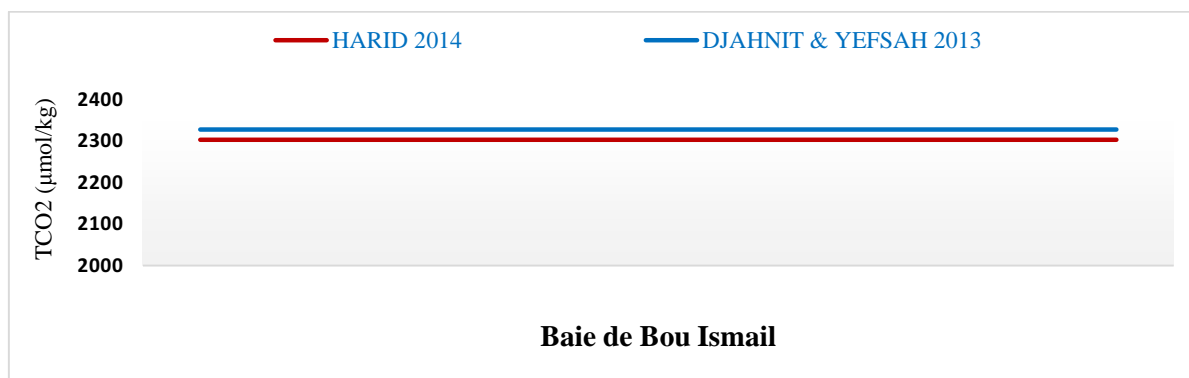 HARID 2014
DJAHNIT & YEFSAH 2013
TCO2 (µmol/kg)
2400
2300
2200
2100
2000
Baie de Bou Ismail